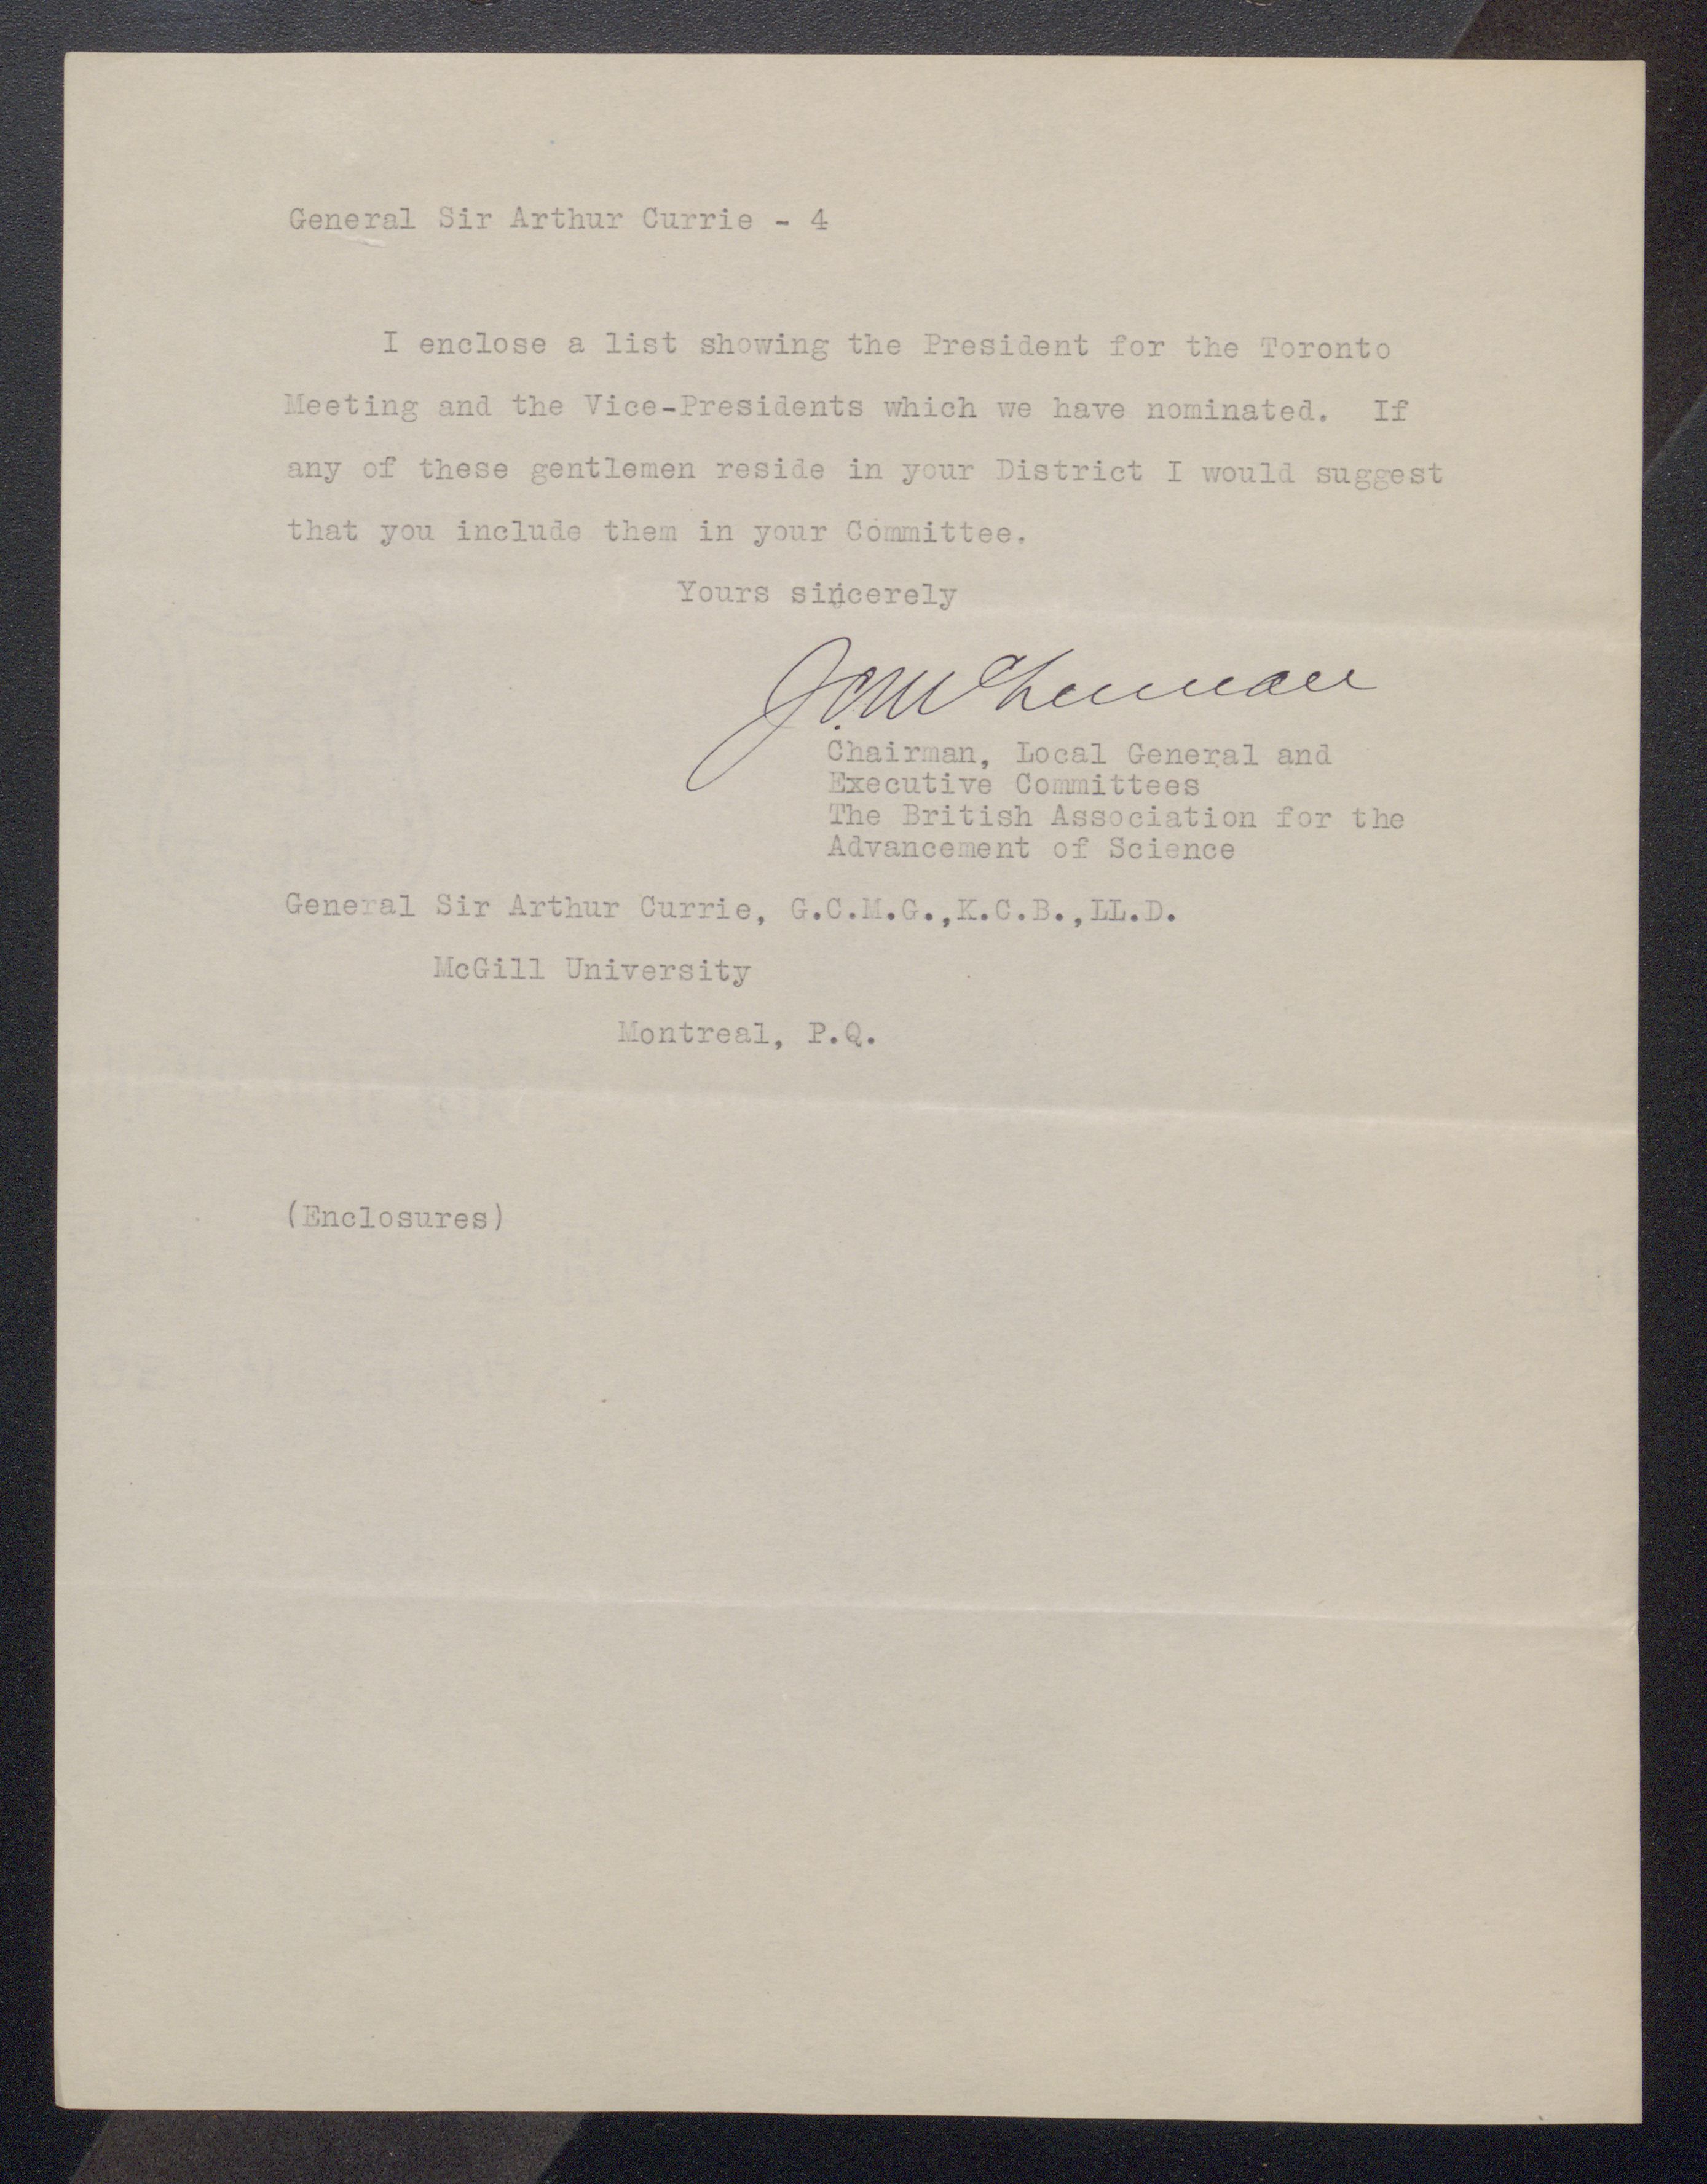 General Sir Arthur Currie - 4
I enclose a list showing the President for the Toronto
Meeting and the Vice-Presidents which we have nominated. If
any of these gentlemen reside in your District I would suggest
that you include them in your Committee.
Yours sincerely
J.C. McLennan
Chairman, Local General and
Executive Committees
The British Association for the
Advancement of Science
General Sir Arthur Currie, G.C.M.G.,K.C.B.,LL.D.
McGill University
Montreal, P.Q.
(Enclosures)